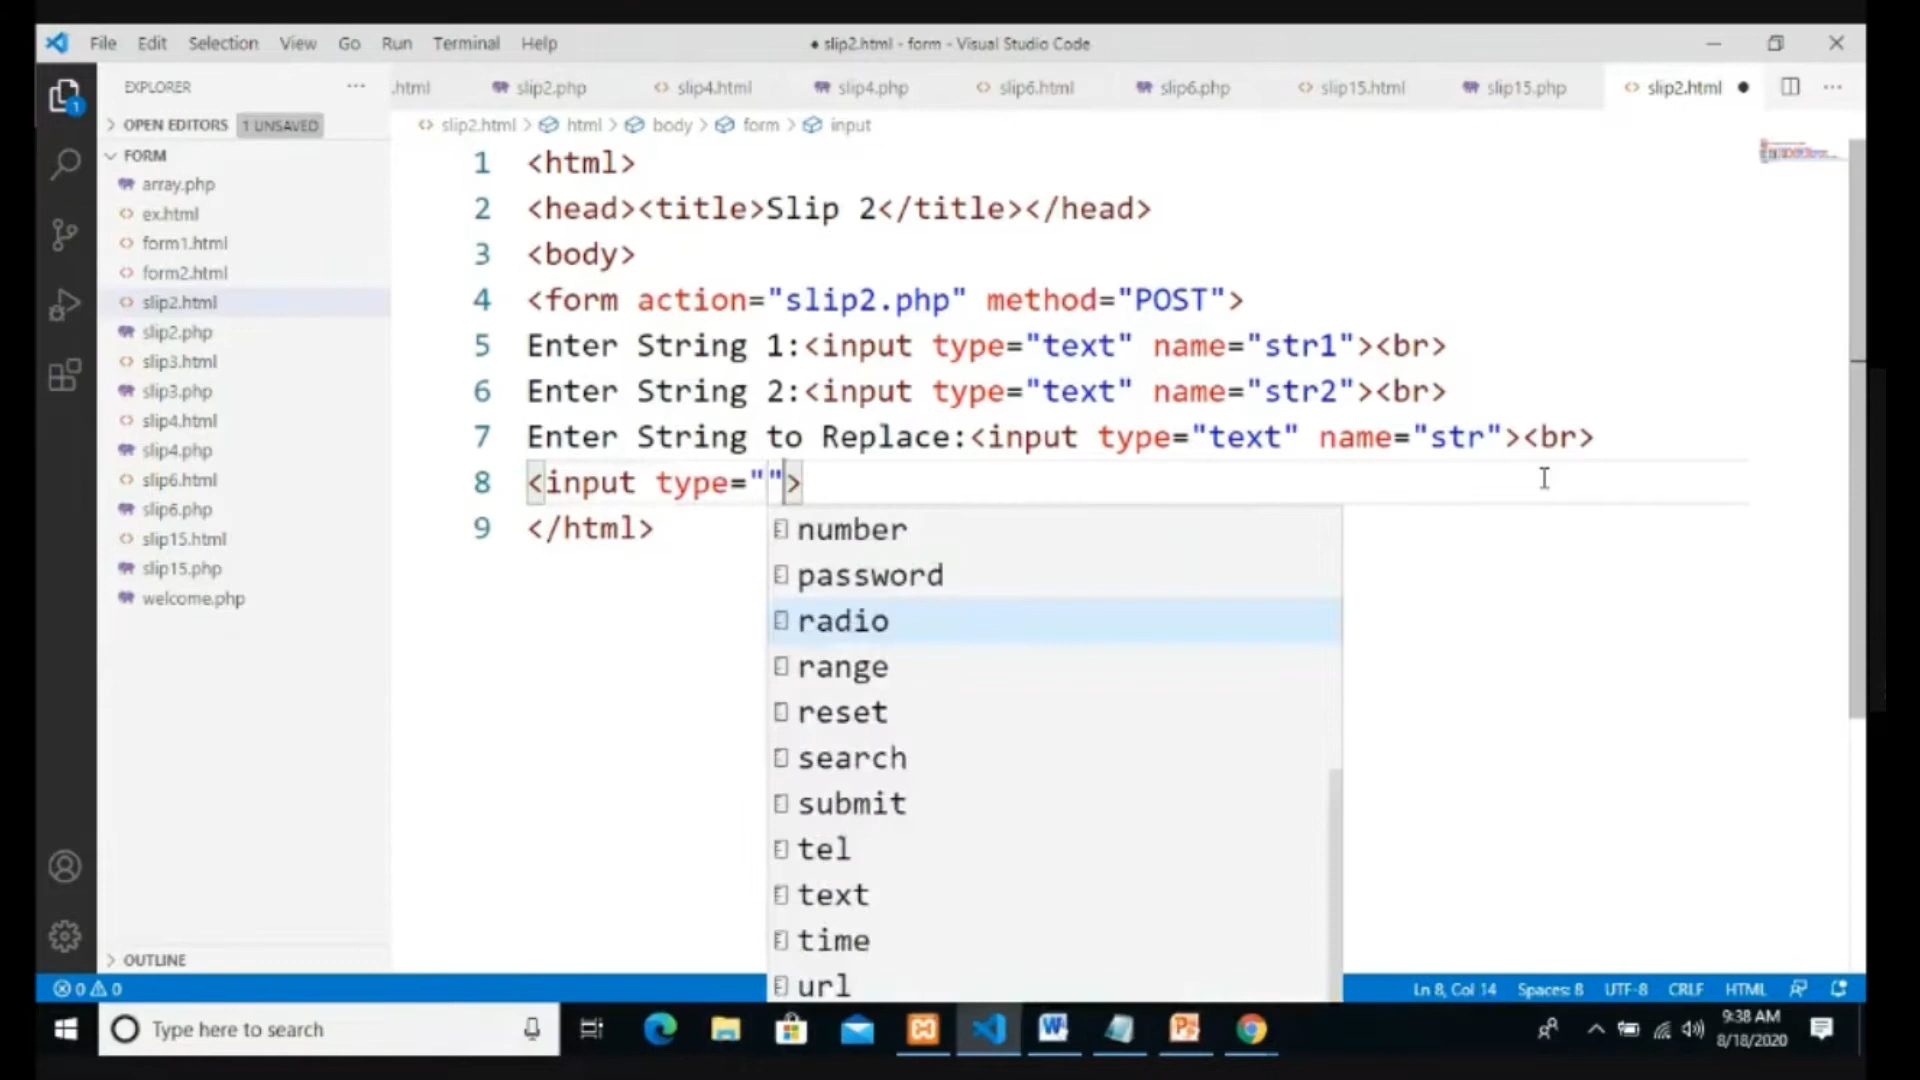 File Edit Selection View Go Run Terminal Help
● slip2.html - form - Visual Studio Code
EXPLORER
.html slip2.php slip4.html slip4.php slip6.html slip6.php slip15.html slip15.php slip2.html
OPEN EDITORS 1 UNSAVED
slip2.html > html > body > form > input
FORM
array.php
ex.html
form1.html
form2.html
slip2.html
slip2.php
slip3.html
slip3.php
slip4.html
slip4.php
slip6.html
slip6.php
slip15.html
slip15.php
welcome.php
OUTLINE
1 <html>
2 <head><title>Slip 2</title></head>
3 <body>
4 <form action="slip2.php" method="POST">
5 Enter String 1:<input type="text" name="str1"><br>
6 Enter String 2:<input type="text" name="str2"><br>
7 Enter String to Replace:<input type="text" name="str"><br>
8 <input type="">
9 </html>
number
password
radio
range
reset
search
submit
tel
text
time
url
1
0 0
Ln 8, Col 14 Spaces: 8 UTF-8 CRLF HTML
Type here to search
9:38 AM
8/18/2020